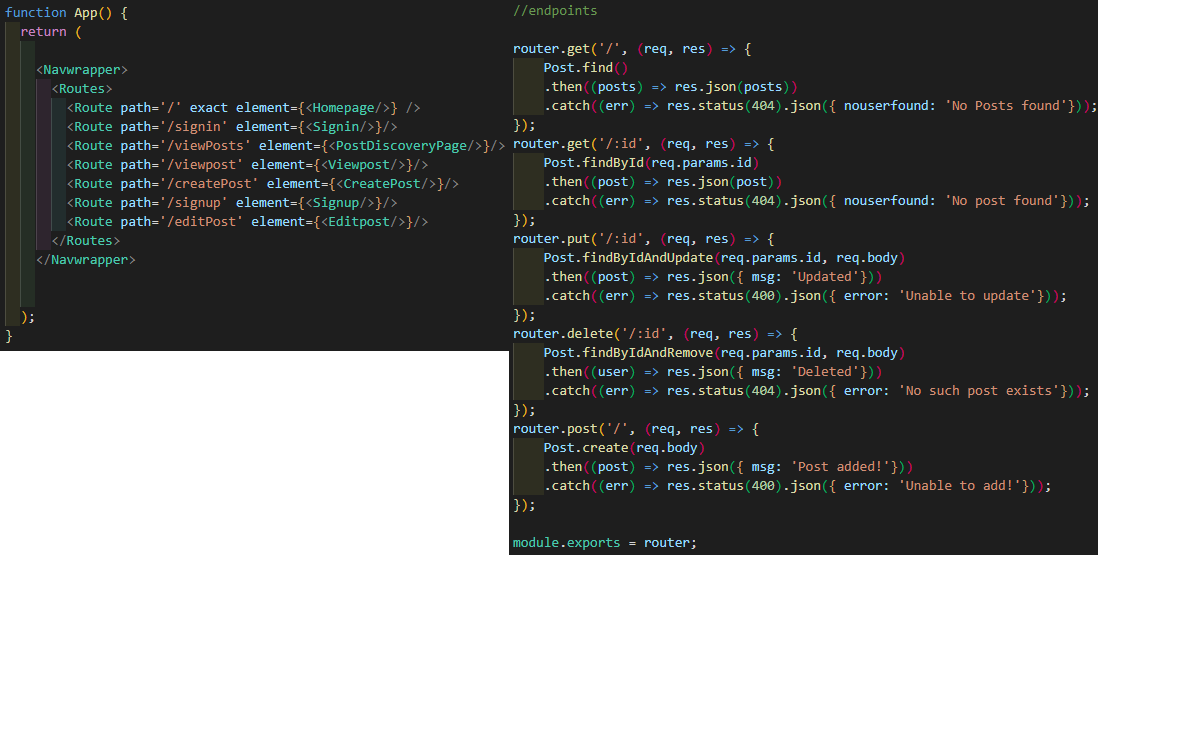 function App() {
return (
<Navwrapper>
<Routes>
<Route path='/' exact element={<Homepage/>} />
<Route path='/signin' element={<Signin/>}/>
<Route path='/viewPosts' element={<PostDiscoveryPage/>}/>
<Route path='/viewpost' element={<Viewpost/>}/>
<Route path='/createPost' element={<CreatePost/>}/>
<Route path='/signup' element={<Signup/>}/>
<Route path='/editPost' element={<Editpost/>}/>
</Routes>
</Navwrapper>
);
}
//endpoints
router.get('/', (req, res) => {
Post.find()
.then((posts) => res.json(posts))
.catch((err) => res.status(404).json({ nouserfound: 'No Posts found'}));
});
router.get('/:id', (req, res) => {
Post.findById(req.params.id)
.then((post) => res.json(post))
.catch((err) => res.status(404).json({ nouserfound: 'No post found'}));
});
router.put('/:id', (req, res) => {
Post.findByIdAndUpdate(req.params.id, req.body)
.then((post) => res.json({ msg: 'Updated'}))
.catch((err) => res.status(400).json({ error: 'Unable to update'}));
});
router.delete('/:id', (req, res) => {
Post.findByIdAndRemove(req.params.id, req.body)
.then((user) => res.json({ msg: 'Deleted'}))
.catch((err) => res.status(404).json({ error: 'No such post exists'}));
});
router.post('/', (req, res) => {
Post.create(req.body)
.then((post) => res.json({ msg: 'Post added!'}))
.catch((err) => res.status(400).json({ error: 'Unable to add!'}));
});
module.exports = router;